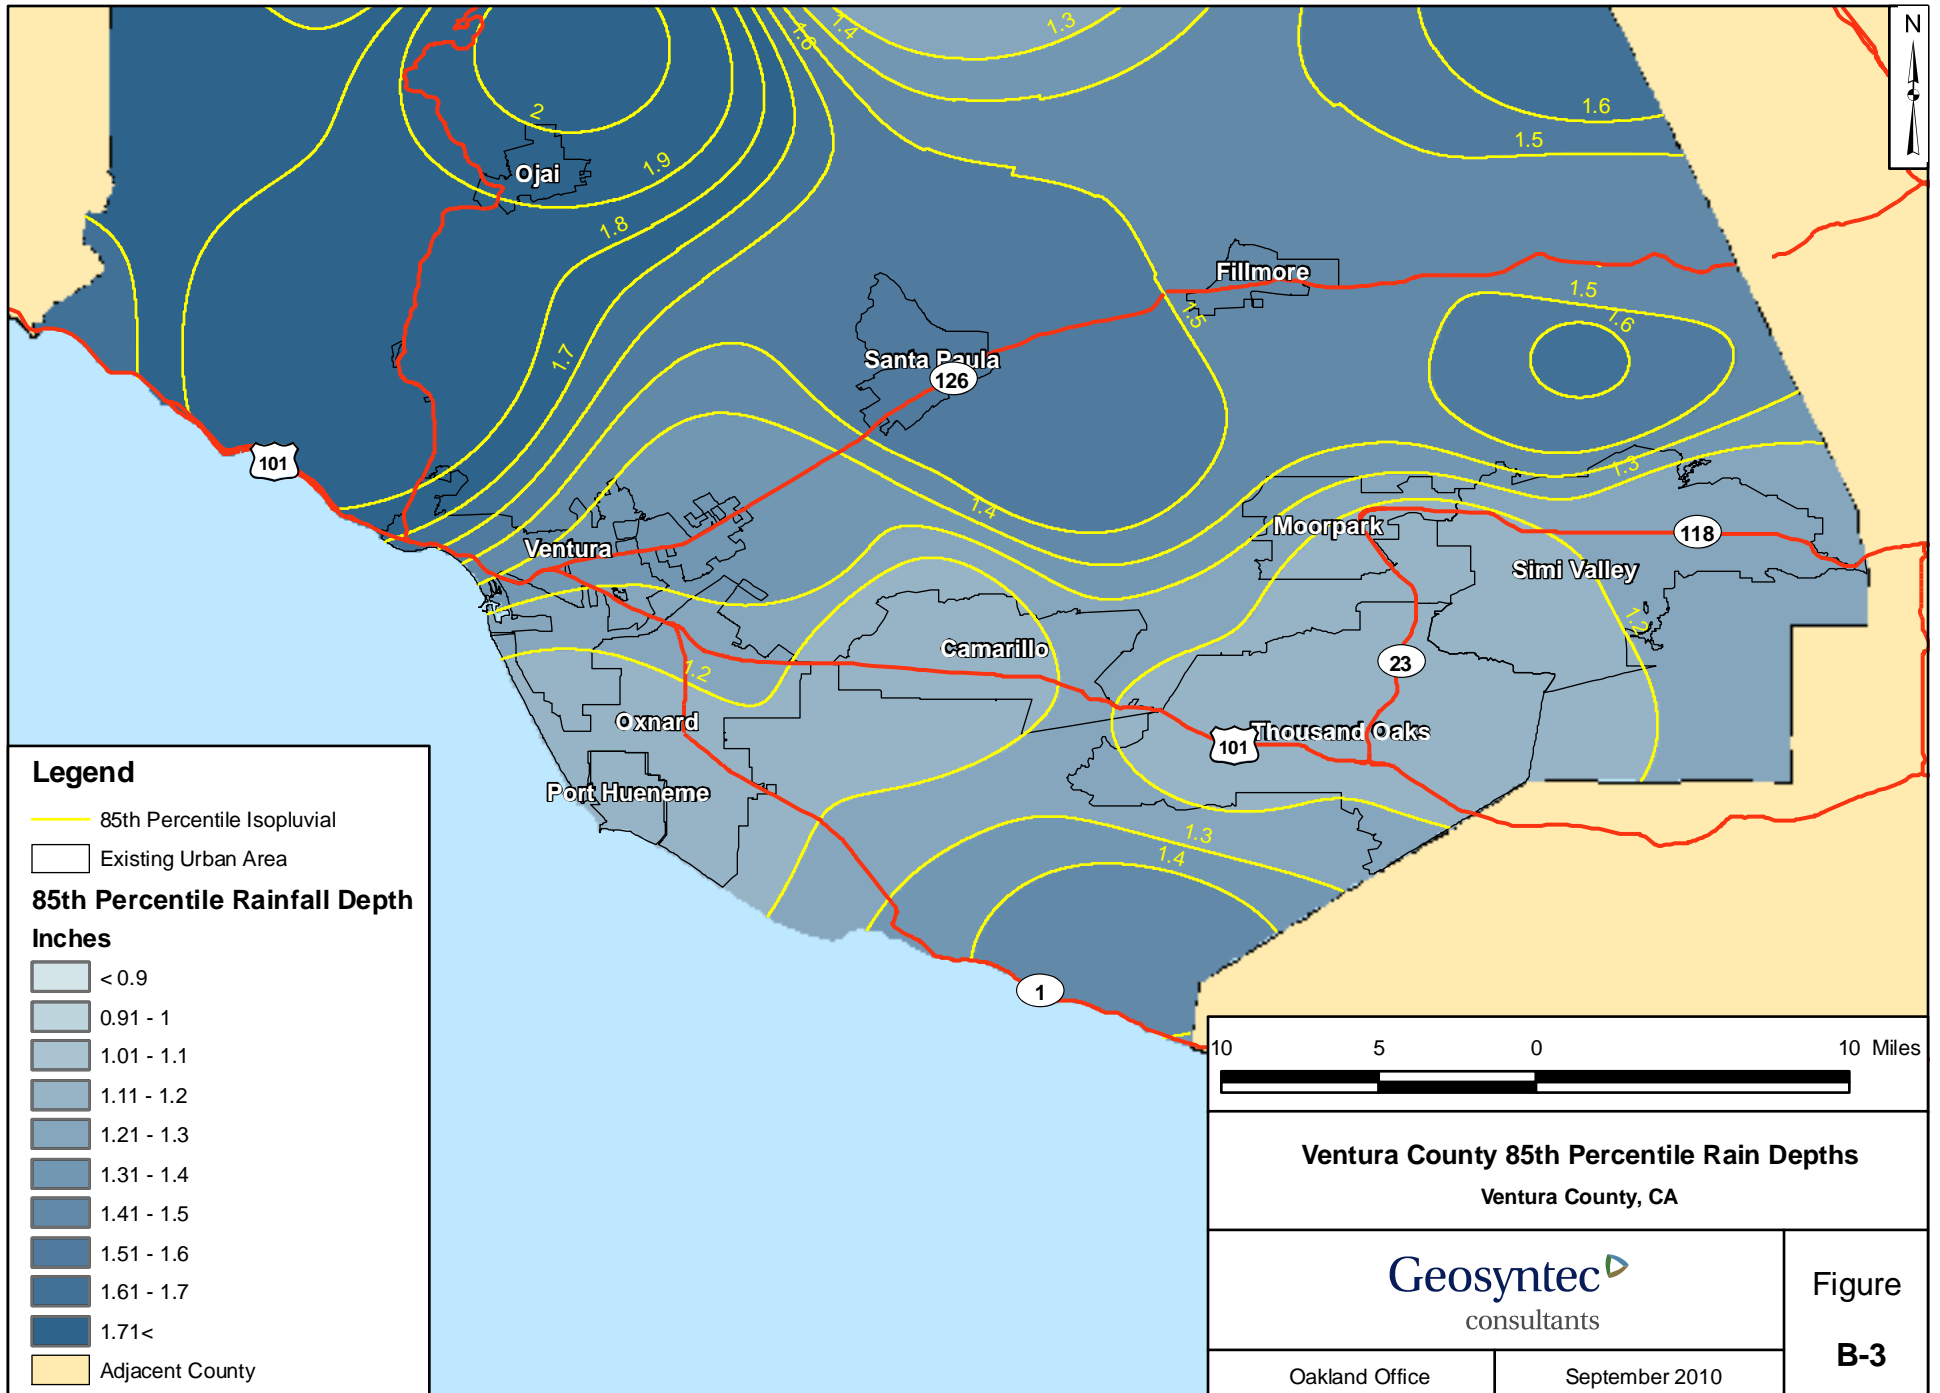 N
1.3
1.4
1.6
1.6
1.5
2
1.9
Ojai
1.8
Fillmore
1.5
1.6
1.5
1.7
Santa Paula
126
101
1.3
1.4
Moorpark
118
Ventura
Simi Valley
1.2
Camarillo
23
1.2
Oxnard
Thousand Oaks
101
Port Hueneme
1.3
1.4
1
Legend
85th Percentile Isopluvial
Existing Urban Area
85th Percentile Rainfall Depth
Inches
< 0.9
0.91 - 1
1.01 - 1.1
1.11 - 1.2
1.21 - 1.3
1.31 - 1.4
1.41 - 1.5
1.51 - 1.6
1.61 - 1.7
1.71<
Adjacent County
10 5 0 10 Miles
Ventura County 85th Percentile Rain Depths
Ventura County, CA
Geosyntec
consultants
Figure
B-3
Oakland Office
September 2010